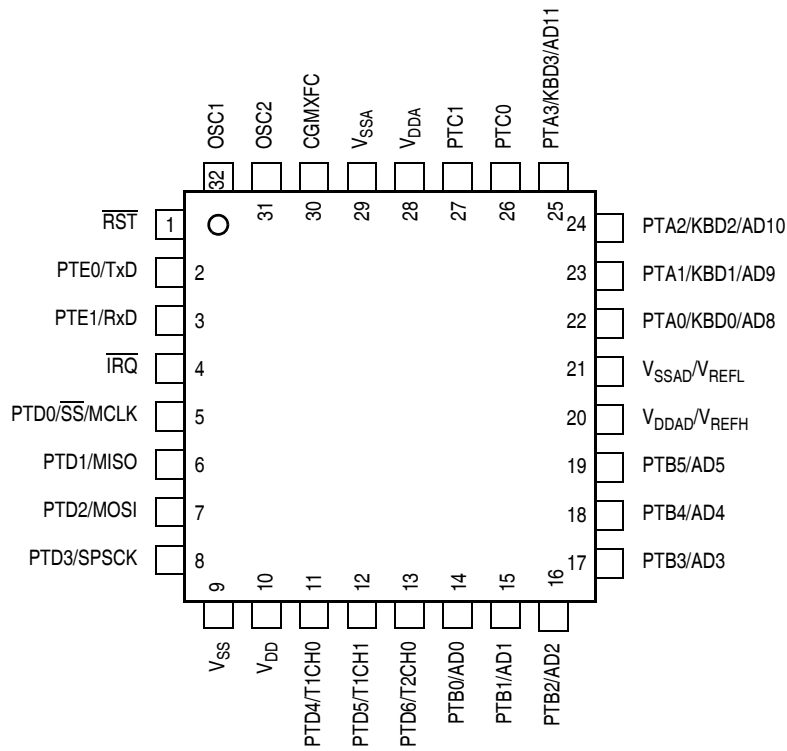 OSC1
OSC2
CGMXFC
VSSA
VDDA
PTC1
PTC0
PTA3/KBD3/AD11
32
31
30
29
28
27
26
25
RST
1
PTE0/TxD
2
PTE1/RxD
3
IRQ
4
PTD0/SS/MCLK
5
PTD1/MISO
6
PTD2/MOSI
7
PTD3/SPSCK
8
24
PTA2/KBD2/AD10
23
PTA1/KBD1/AD9
22
PTA0/KBD0/AD8
21
VSSAD/VREFL
20
VDDAD/VREFH
19
PTB5/AD5
18
PTB4/AD4
17
PTB3/AD3
9
10
11
12
13
14
15
16
VSS
VDD
PTD4/T1CH0
PTD5/T1CH1
PTD6/T2CH0
PTB0/AD0
PTB1/AD1
PTB2/AD2